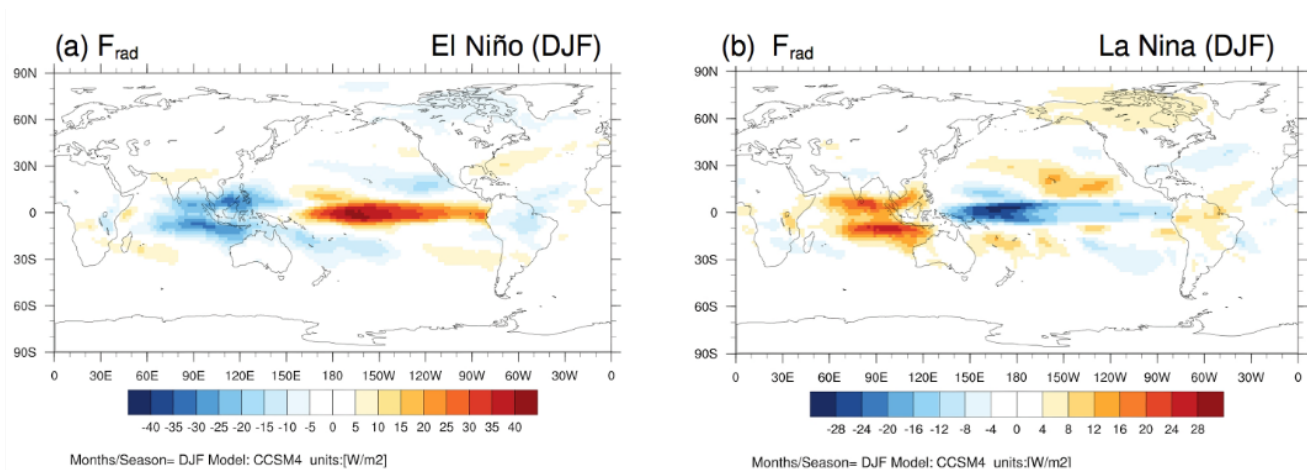 (a) Frad El Niño (DJF)
90N
60N
30N
0
30S
60S
90S
0 30E 60E 90E 120E 150E 180 150W 120W 90W 60W 30W 0
-40 -35 -30 -25 -20 -15 -10 -5 0 5 10 15 20 25 30 35 40
Months/Season= DJF Model: CCSM4 units:[W/m2]
(b) Frad La Nina (DJF)
90N
60N
30N
0
30S
60S
90S
0 30E 60E 90E 120E 150E 180 150W 120W 90W 60W 30W 0
-28 -24 -20 -16 -12 -8 -4 0 4 8 12 16 20 24 28
Months/Season= DJF Model: CCSM4 units:[W/m2]